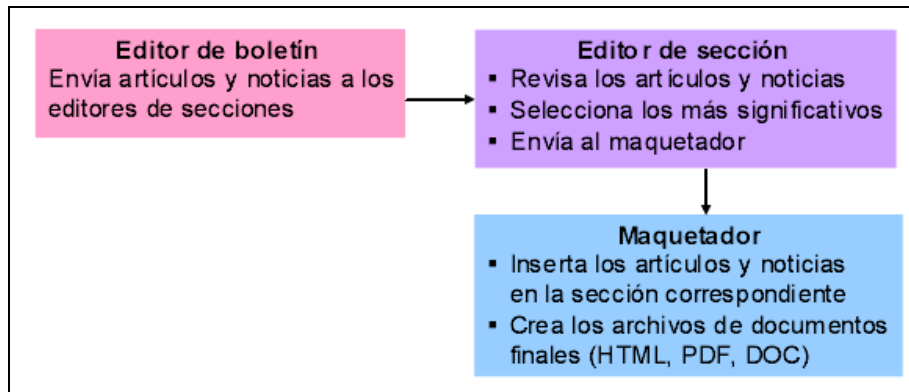 Editor de boletín
Envía artículos y noticias a los
editores de secciones
Editor de sección
▪ Revisa los artículos y noticias
▪ Selecciona los más significativos
▪ Envía al maquetador
Maquetador
▪ Inserta los artículos y noticias
en la sección correspondiente
▪ Crea los archivos de documentos
finales (HTML, PDF, DOC)